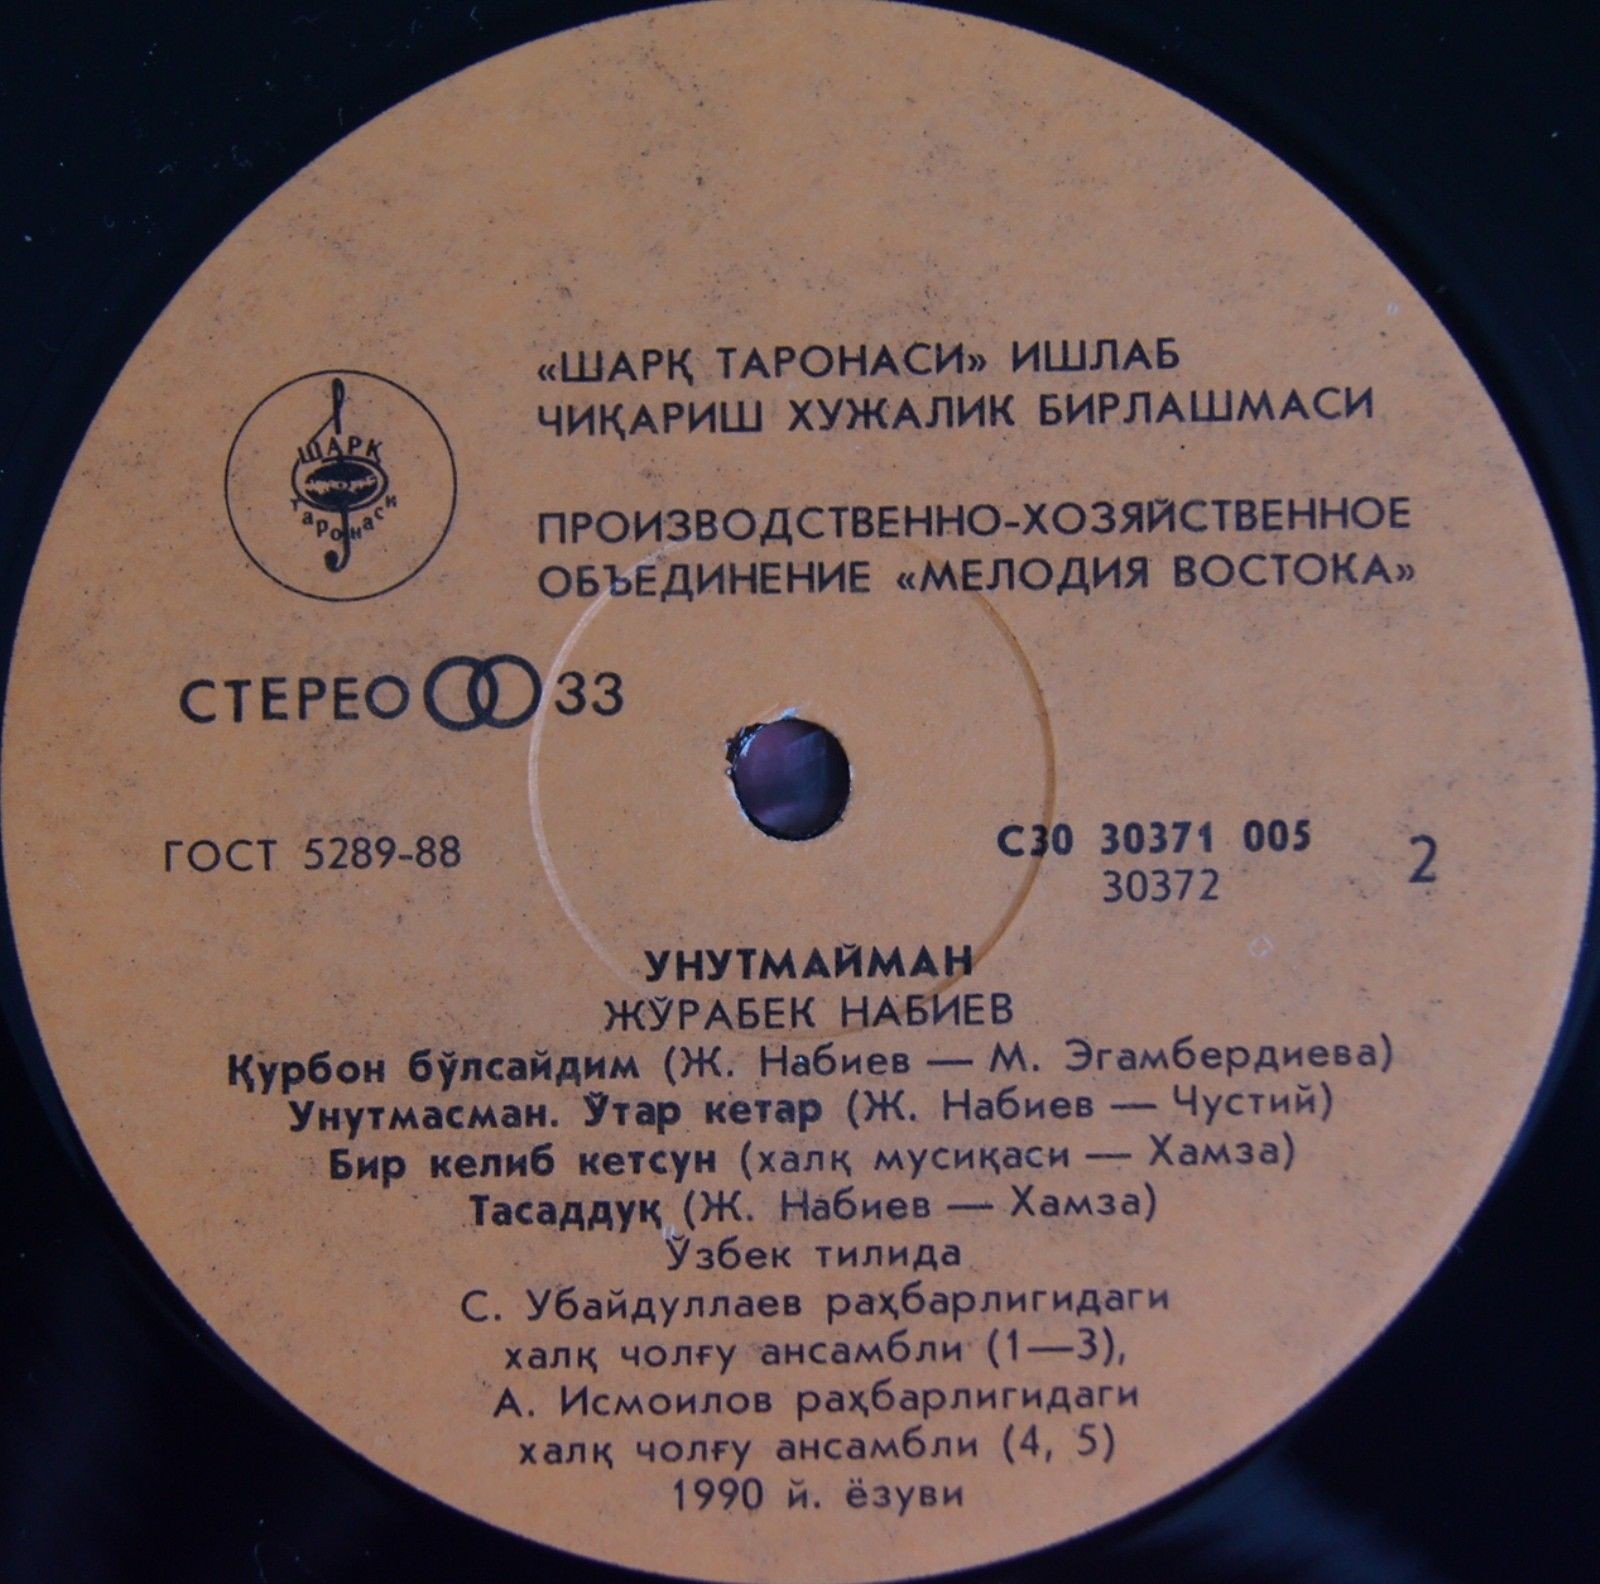 «ШАРҚ ТАРОНАСИ» ИШЛАБ
ЧИҚАРИШ ХУЖАЛИК БИРЛАШМАСИ
ШАРК
таронаси
ПРОИЗВОДСТВЕННО-ХОЗЯЙСТВЕННОЕ
ОБЪЕДИНЕНИЕ «МЕЛОДИЯ ВОСТОКА»
СТЕРЕО 33
ГОСТ 5289-88
С30 30371 005
30372
2
УНУТМАЙМАН
ЖЎРАБЕК НАБИЕВ
Қурбон бўлсайдим (Ж. Набиев — М. Эгамбердиева)
Унутмасман. Ўтар кетар (Ж. Набиев — Чустий)
Бир келиб кетсун (халқ мусиқаси — Хамза)
Тасаддуқ (Ж. Набиев — Хамза)
Ўзбек тилида
С. Убайдуллаев раҳбарлигидаги
халқ чолғу ансамбли (1—3),
А. Исмоилов раҳбарлигидаги
халқ чолғу ансамбли (4, 5)
1990 й. ёзуви